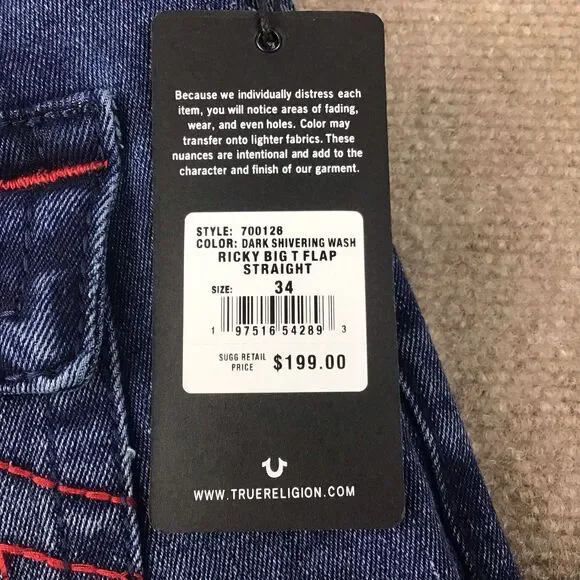 Because we individually distress each
item, you will notice areas of fading,
wear, and even holes. Color may
transfer onto lighter fabrics. These
nuances are intentional and add to the
character and finish of our garment.
STYLE: 700126
COLOR: DARK SHIVERING WASH
RICKY BIG T FLAP
STRAIGHT
SIZE: 34
1 97516 54289 3
SUGG RETAIL
PRICE $199.00
WWW.TRUERELIGION.COM